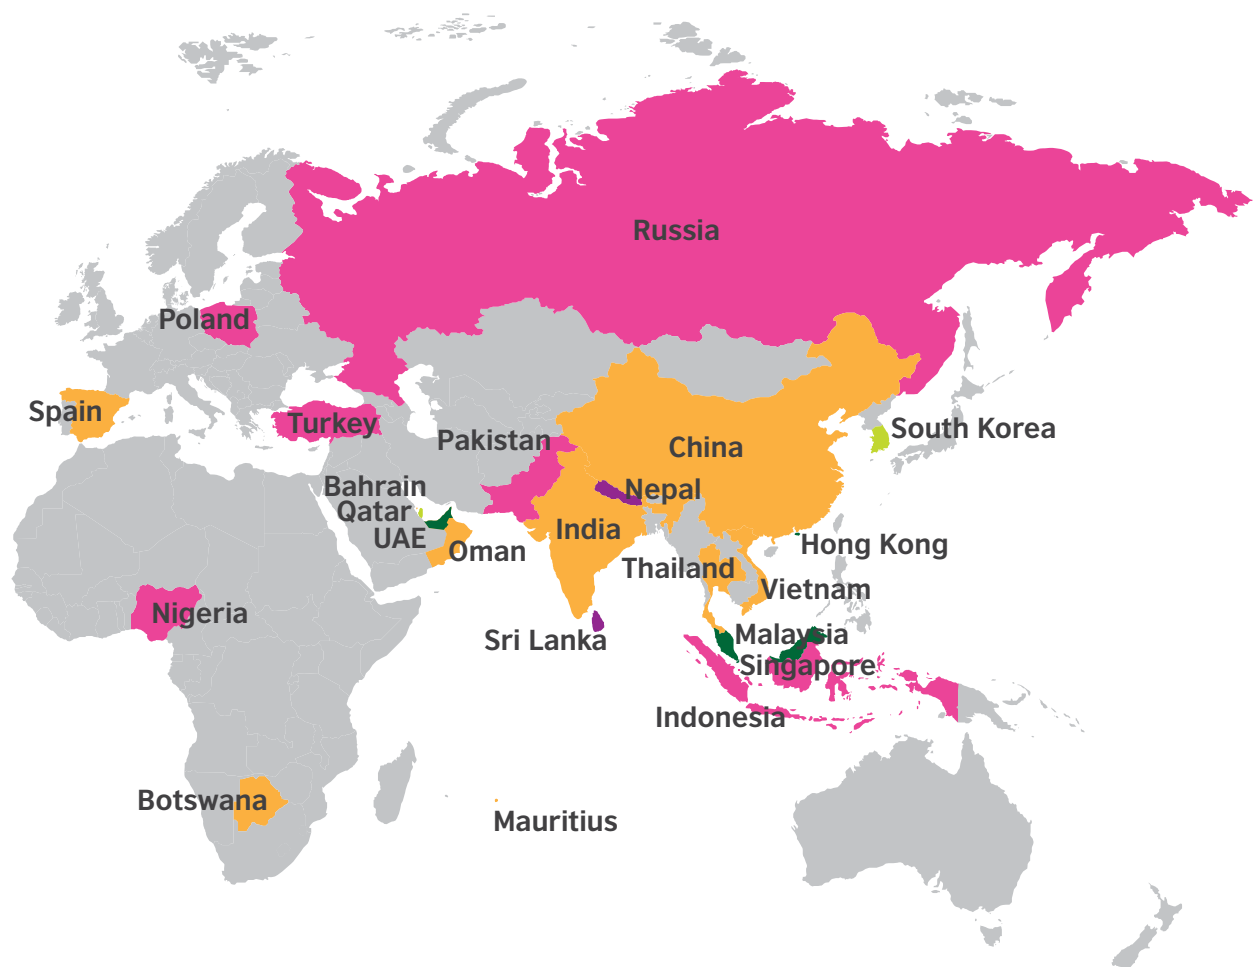 Russia
Poland
Spain
Turkey
South Korea
Pakistan
China
Bahrain
Nepal
Qatar
India
UAE
Hong Kong
Oman
Thailand
Vietnam
Nigeria
Malaysia
Sri Lanka
Singapore
Indonesia
Botswana
Mauritius